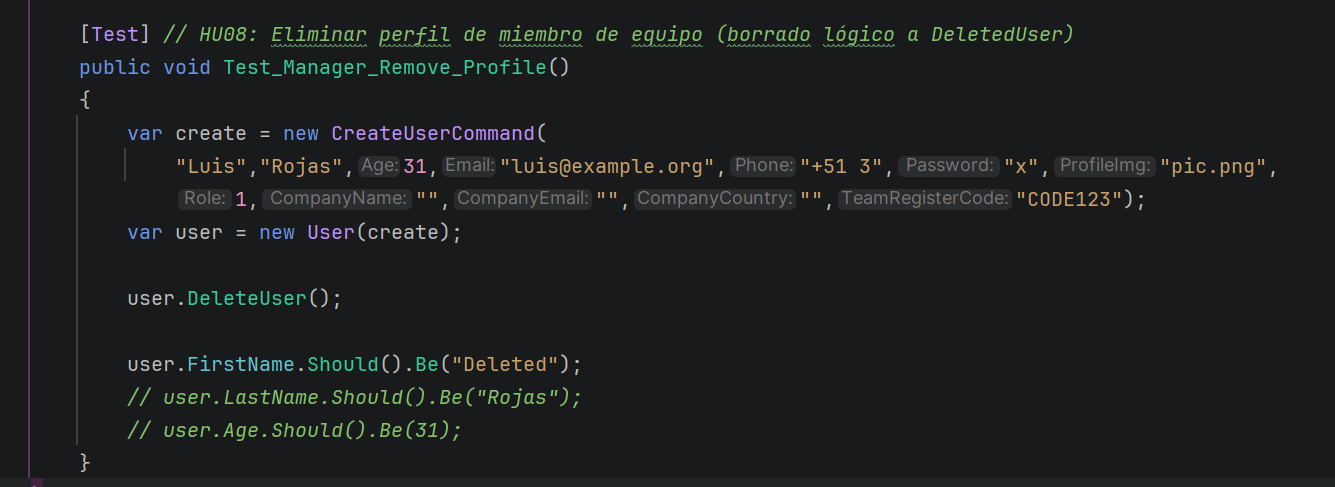 [Test] // HU08: Eliminar perfil de miembro de equipo (borrado lógico a DeletedUser)
public void Test_Manager_Remove_Profile()
{
var create = new CreateUserCommand(
"Luis","Rojas", Age: 31, Email: "luis@example.org", Phone: "+51 3", Password: "x", ProfileImg: "pic.png",
Role: 1, CompanyName: "", CompanyEmail: "", CompanyCountry: "", TeamRegisterCode: "CODE123");
var user = new User(create);
user.DeleteUser();
user.FirstName.Should().Be("Deleted");
// user.LastName.Should().Be("Rojas");
// user.Age.Should().Be(31);
}